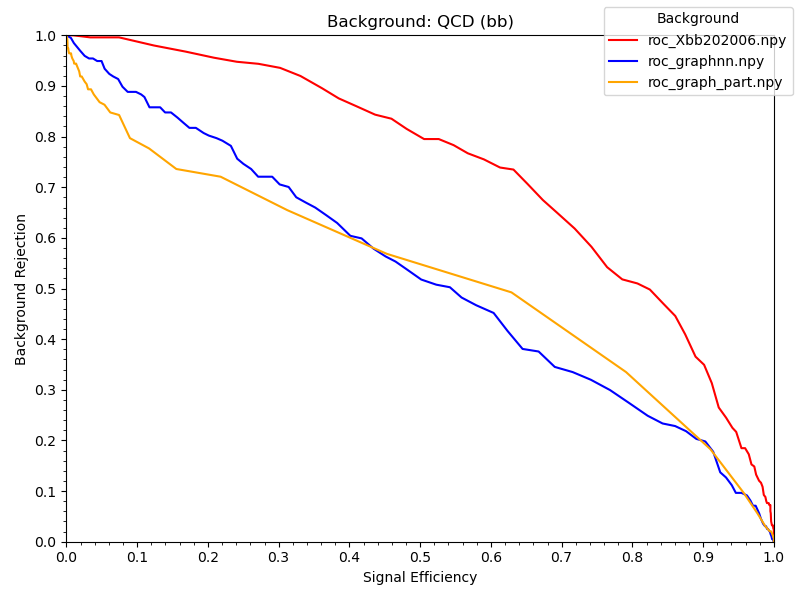 Background: QCD (bb)
Background
roc_Xbb202006.npy
roc_graphnn.npy
roc_graph_part.npy
Background Rejection
1.0
0.9
0.8
0.7
0.6
0.5
0.4
0.3
0.2
0.1
0.0
0.0 0.1 0.2 0.3 0.4 0.5 0.6 0.7 0.8 0.9 1.0
Signal Efficiency